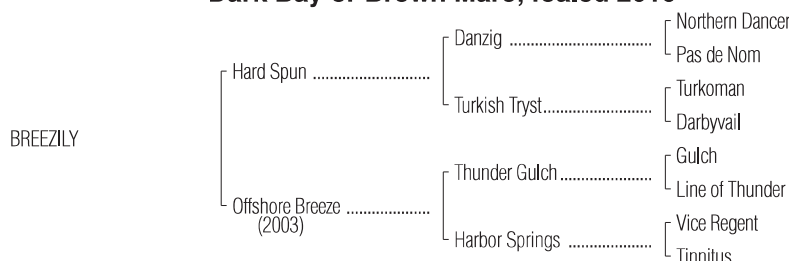 Dark Bay or Brown Mare; foaled
Northern Dancer
Danzig ..............................
Pas de Nom
Hard Spun .........................
Turkoman
Turkish Tryst.......................
Darbyvail
BREEZILY
Gulch
Thunder Gulch...................
Line of Thunder
Offshore Breeze ..................
(2003)
Vice Regent
Harbor Springs ..................
Tinnitus